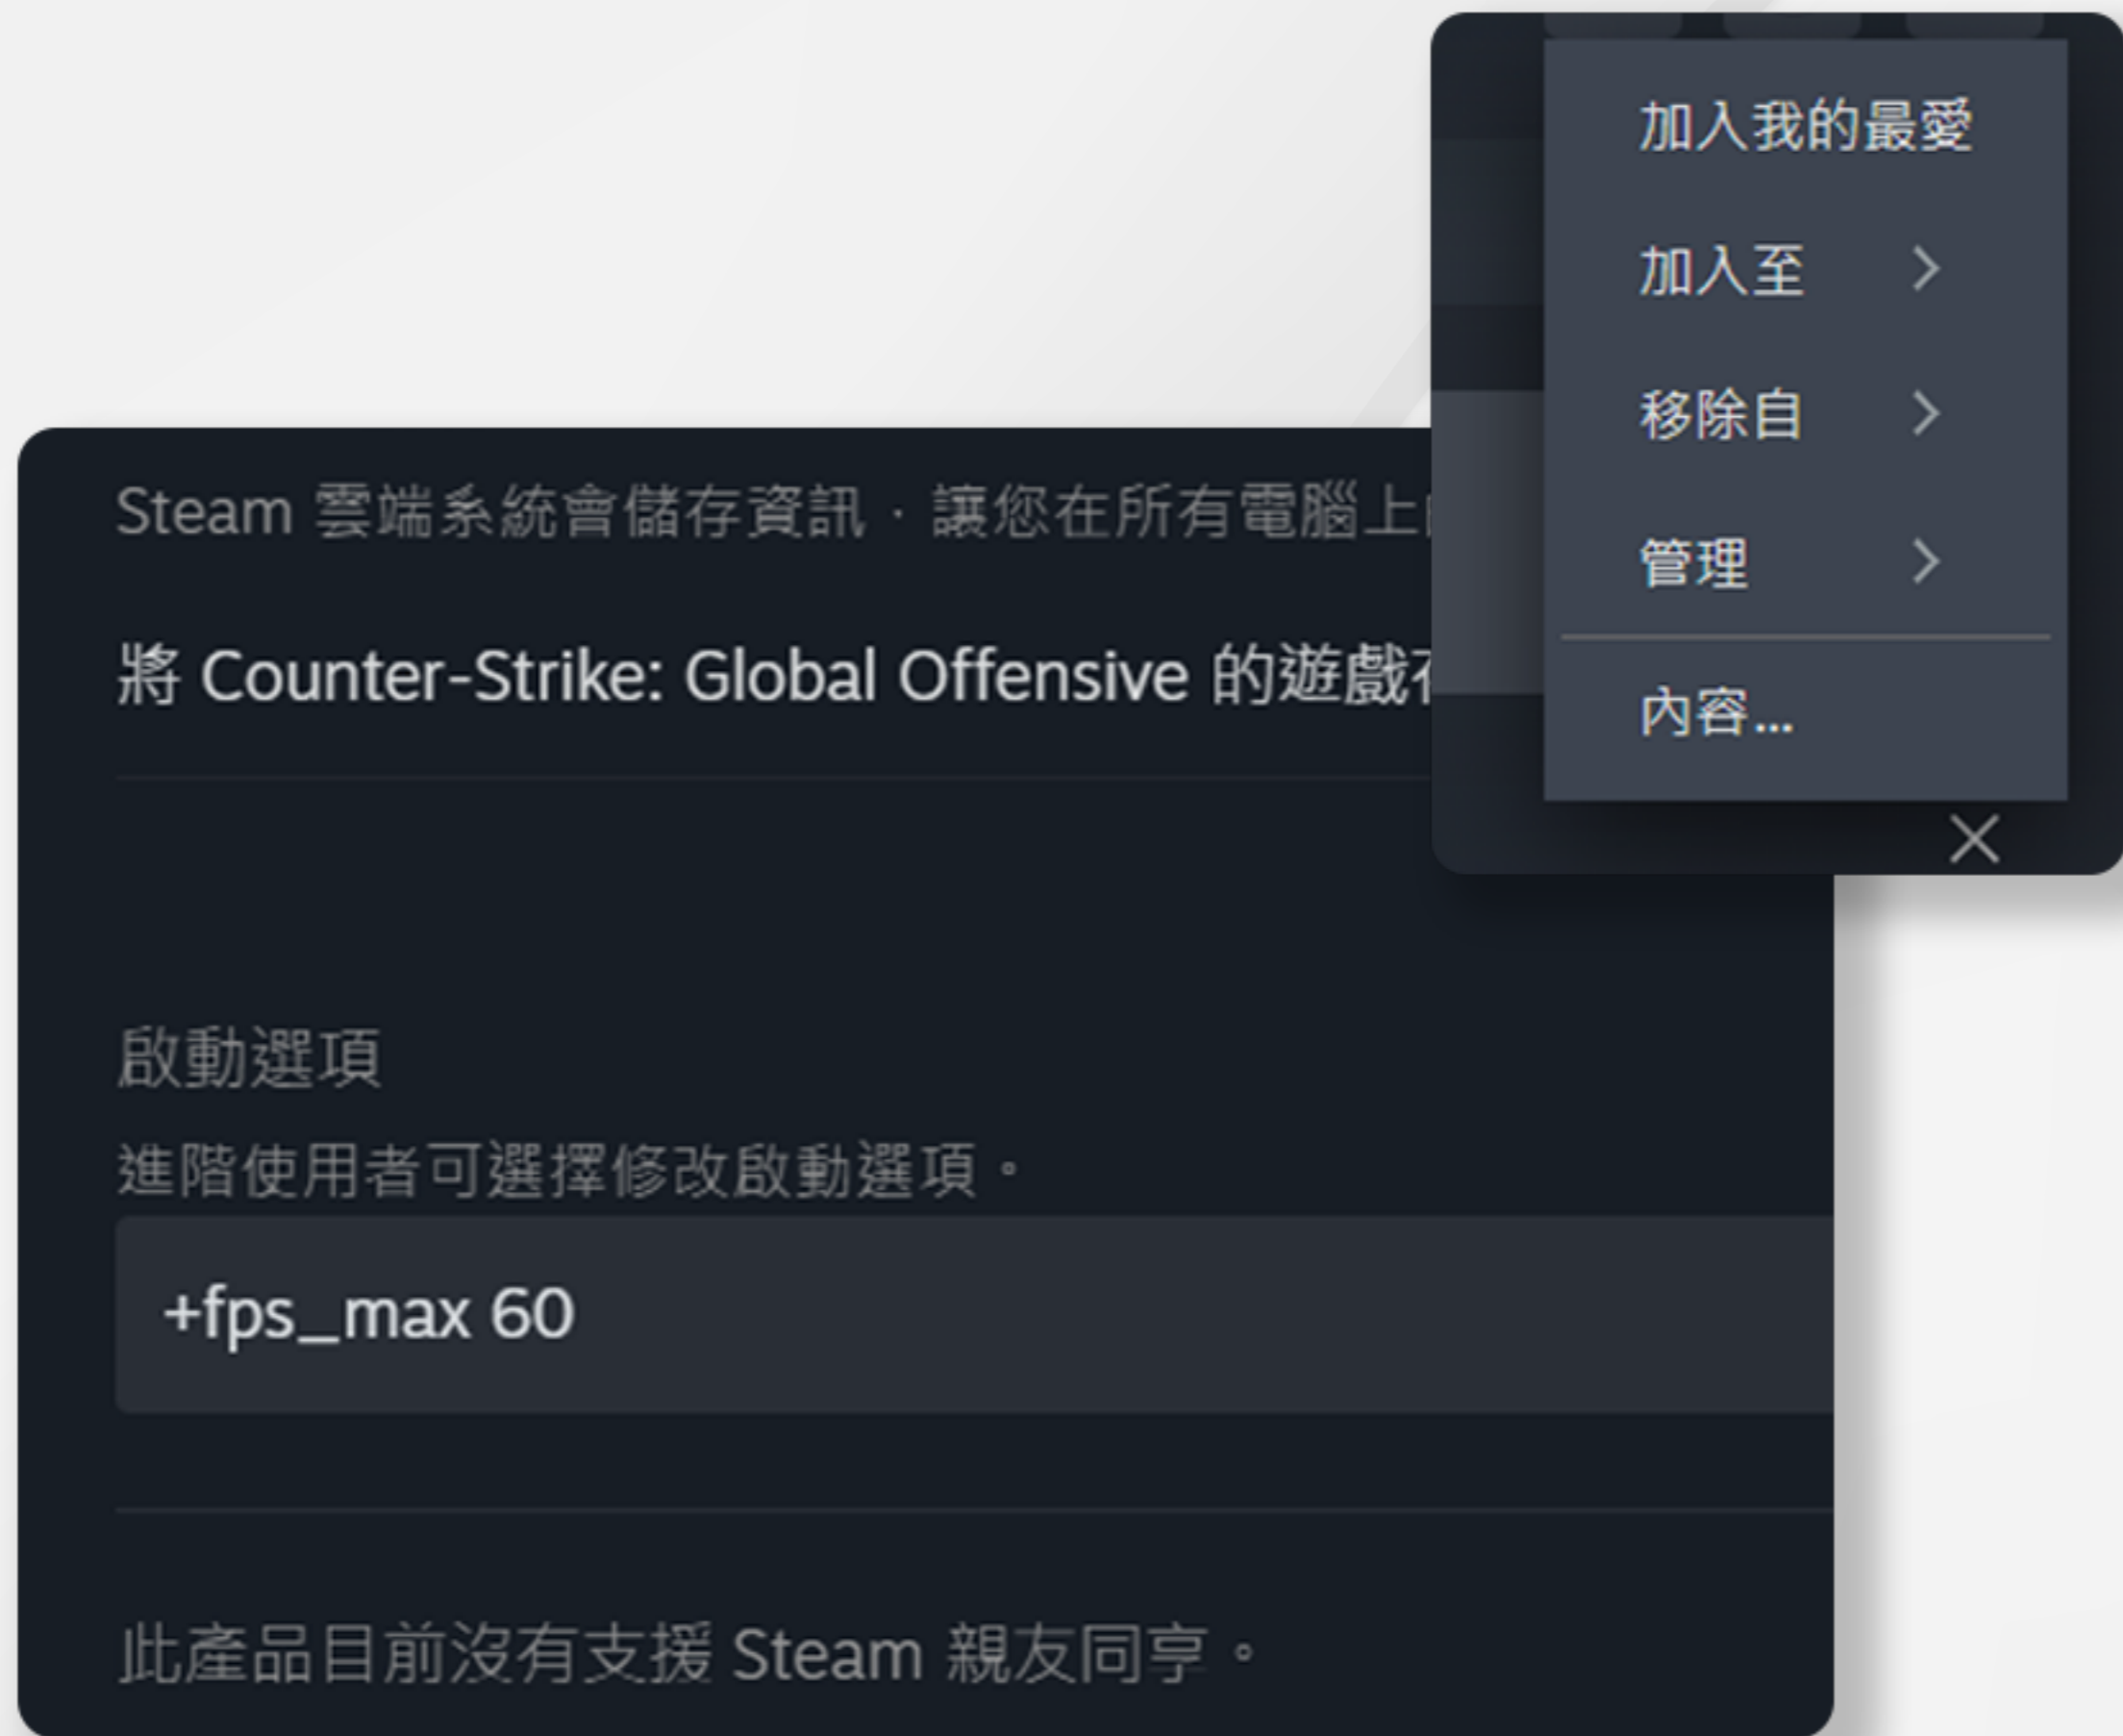 加入我的最愛
加入至
移除自
管理
內容...
Steam 雲端系統會儲存資訊，讓您在所有電腦上
將 Counter-Strike: Global Offensive 的遊戲
啟動選項
進階使用者可選擇修改啟動選項。
+fps_max 60
此產品目前沒有支援 Steam 親友同享。